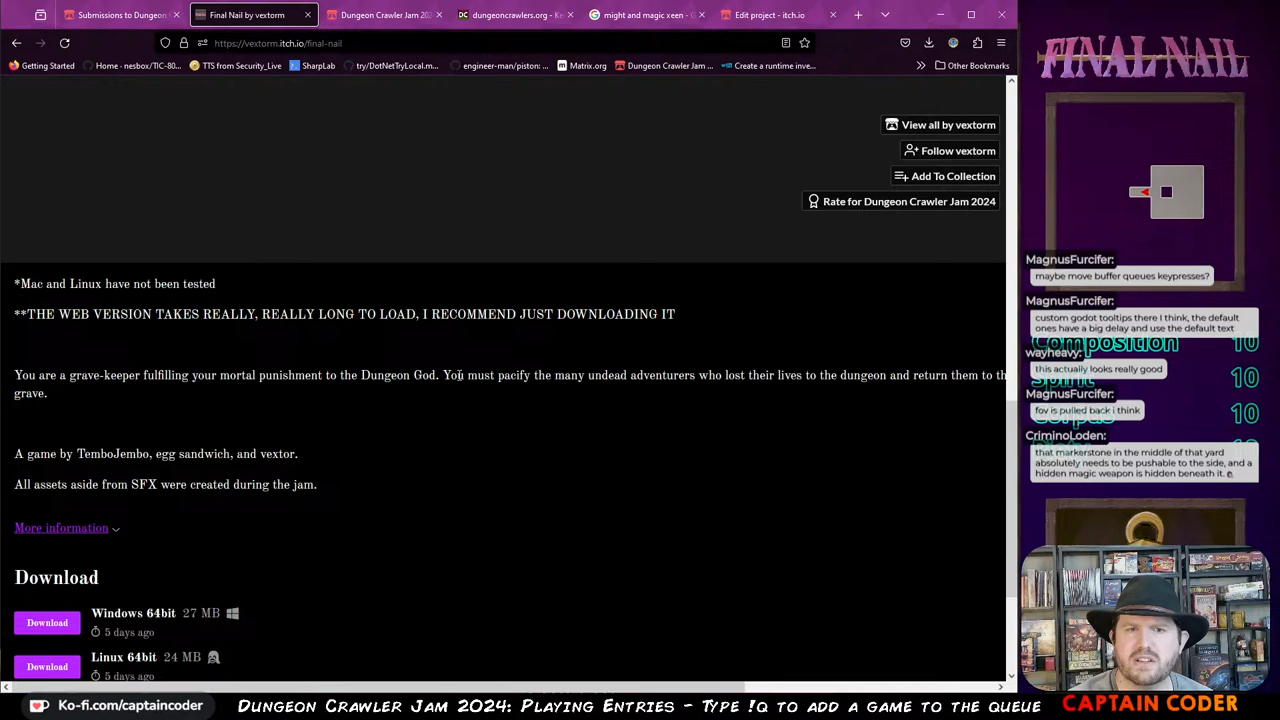 Submissions to Dungeon
Final Nail by vextorm
Dungeon Crawler Jam 202
dungeoncrawlers.org - Ke
might and magic xeen - G
Edit project - itch.io
https://vextorm.itch.io/final-nail
Getting Started
Home - nesbox/TIC-80...
TTS from Security_Live
SharpLab
try/DotNetTryLocal.m...
engineer-man/piston: ...
Matrix.org
Dungeon Crawler Jam ...
Create a runtime inve...
Other Bookmarks
View all by vextorm
Follow vextorm
Add To Collection
Rate for Dungeon Crawler Jam 2024
*Mac and Linux have not been tested
**THE WEB VERSION TAKES REALLY, REALLY LONG TO LOAD, I RECOMMEND JUST DOWNLOADING IT
You are a grave-keeper fulfilling your mortal punishment to the Dungeon God. You must pacify the many undead adventurers who lost their lives to the dungeon and return them to th
grave.
A game by TemboJembo, egg sandwich, and vextor.
All assets aside from SFX were created during the jam.
More information
Download
Download
Windows 64bit 27 MB
5 days ago
Download
Linux 64bit 24 MB
5 days ago
FINAL NAIL
MagnusFurcifer:
maybe move buffer queues keypresses?
MagnusFurcifer:
custom godot tooltips there I think, the default
ones have a big delay and use the default text
Composition 10
wayheavy:
this actually looks really good
Spirit 10
MagnusFurcifer:
fov is pulled back i think
Corpus 10
CriminoLoden:
that markerstone in the middle of that yard
absolutely needs to be pushable to the side, and a
hidden magic weapon is hidden beneath it.
Ko-fi.com/captaincoder
Dungeon Crawler Jam 2024: Playing Entries - Type !Q to add a game to the queue
CAPTAIN CODER